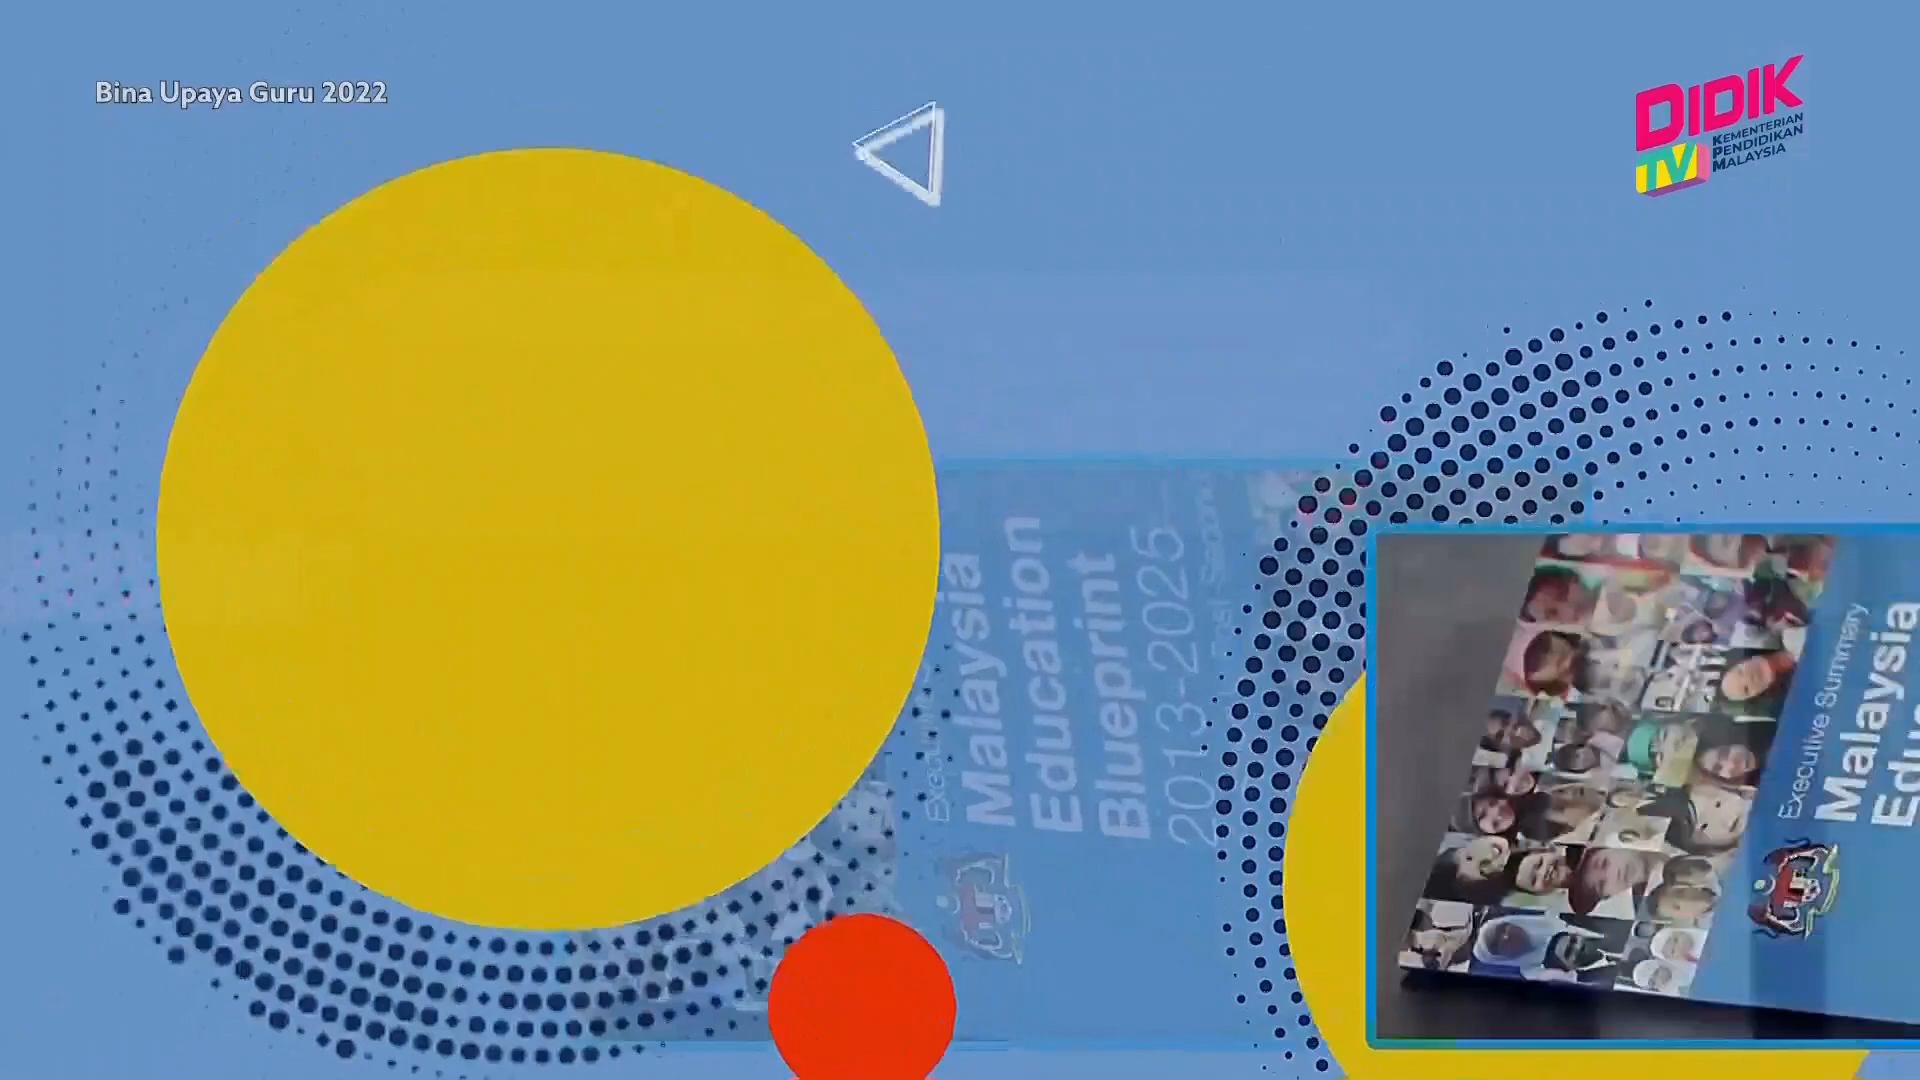 Bina Upaya Guru 2022
DIDIK
TV
KEMENTERIAN
PENDIDIKAN
MALAYSIA
Malaysia
Education
Blueprint
2013-2025
Executive Summary
Malaysia